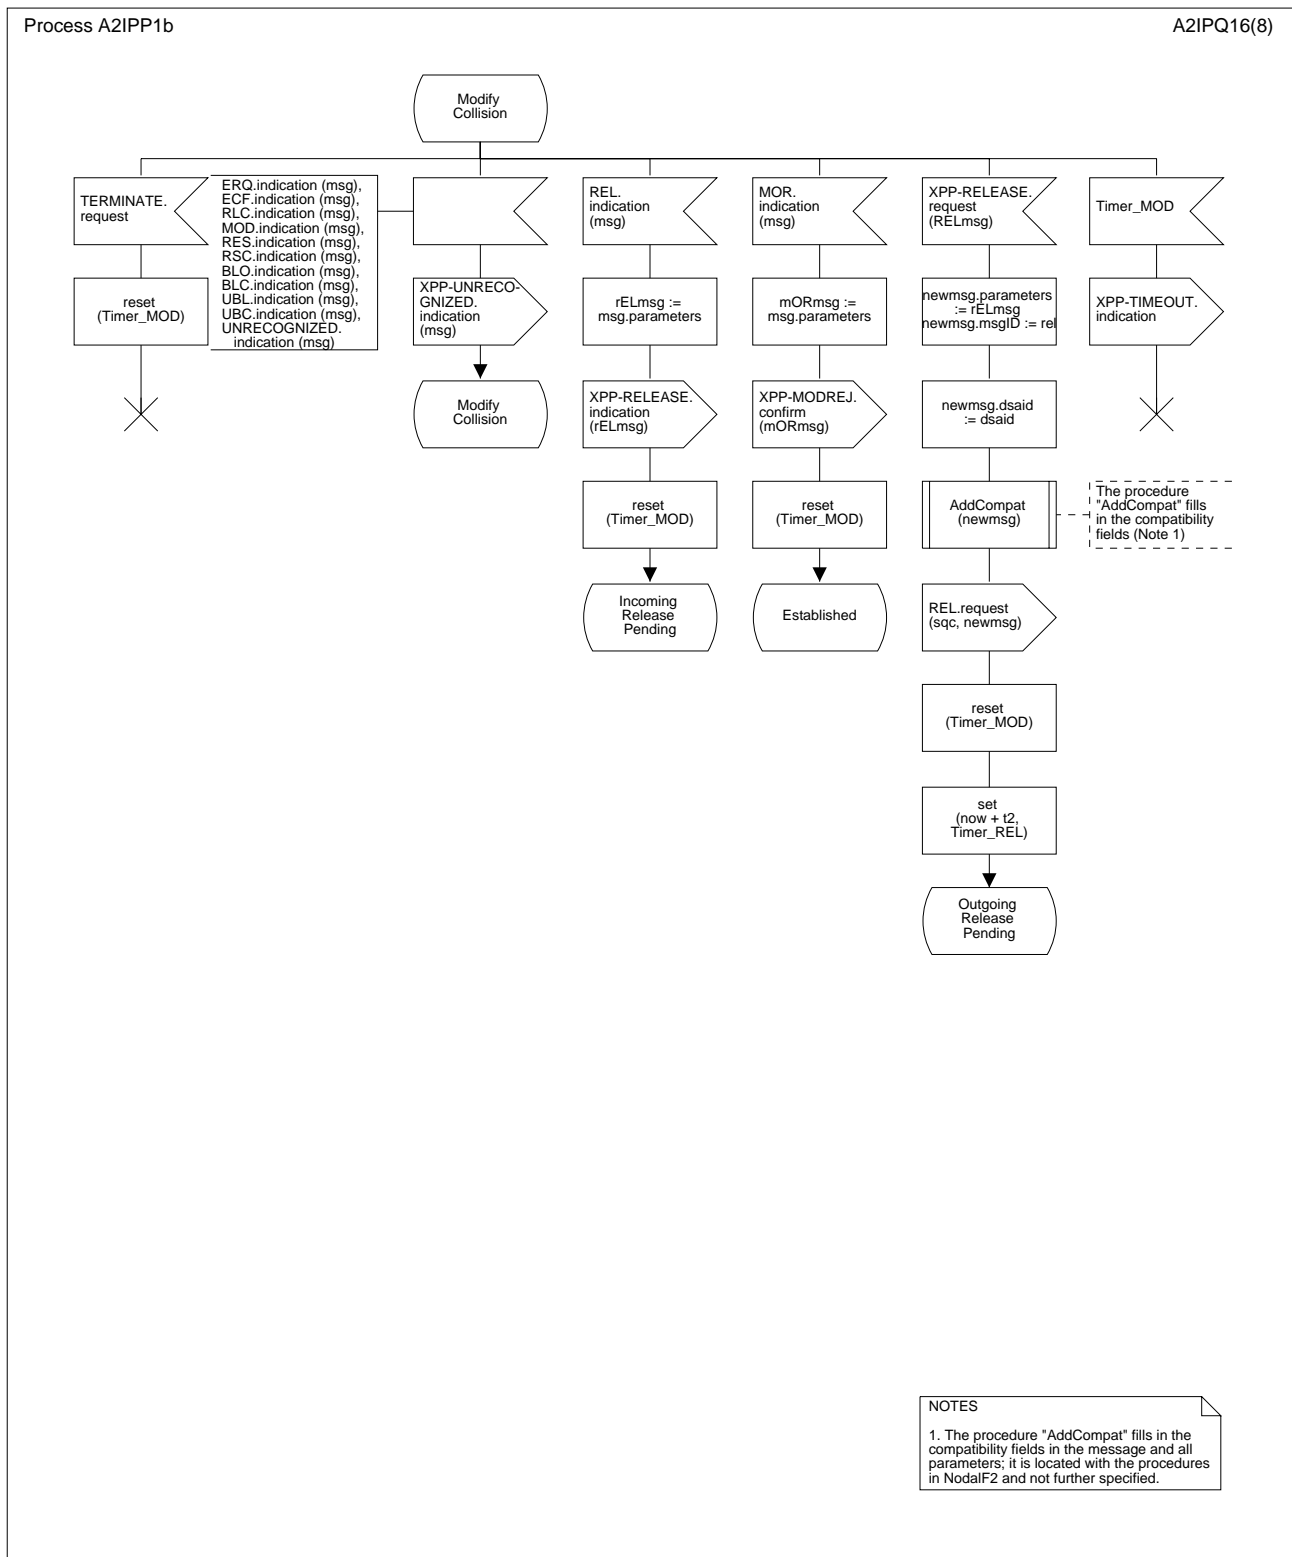 Process A2IPP1b
A2IPQ16(8)
Modify
Collision
TERMINATE.
request
reset
(Timer_MOD)
ERQ.indication (msg),
ECF.indication (msg),
RLC.indication (msg),
MOD.indication (msg),
RES.indication (msg),
RSC.indication (msg),
BLO.indication (msg),
BLC.indication (msg),
UBL.indication (msg),
UBC.indication (msg),
UNRECOGNIZED.
indication (msg)
XPP-UNRECO-
GNIZED.
indication
(msg)
Modify
Collision
REL.
indication
(msg)
rELmsg :=
msg.parameters
XPP-RELEASE.
indication
(rELmsg)
reset
(Timer_MOD)
Incoming
Release
Pending
MOR.
indication
(msg)
mORmsg :=
msg.parameters
XPP-MODREJ.
confirm
(mORmsg)
reset
(Timer_MOD)
Established
XPP-RELEASE.
request
(RELmsg)
newmsg.parameters
:= rELmsg
newmsg.msgID := rel
newmsg.dsaid
:= dsaid
AddCompat
(newmsg)
The procedure
"AddCompat" fills
in the compatibility
fields (Note 1)
REL.request
(sqc, newmsg)
reset
(Timer_MOD)
set
(now + t2,
Timer_REL)
Outgoing
Release
Pending
Timer_MOD
XPP-TIMEOUT.
indication
NOTES
1. The procedure "AddCompat" fills in the
compatibility fields in the message and all
parameters; it is located with the procedures
in NodalF2 and not further specified.